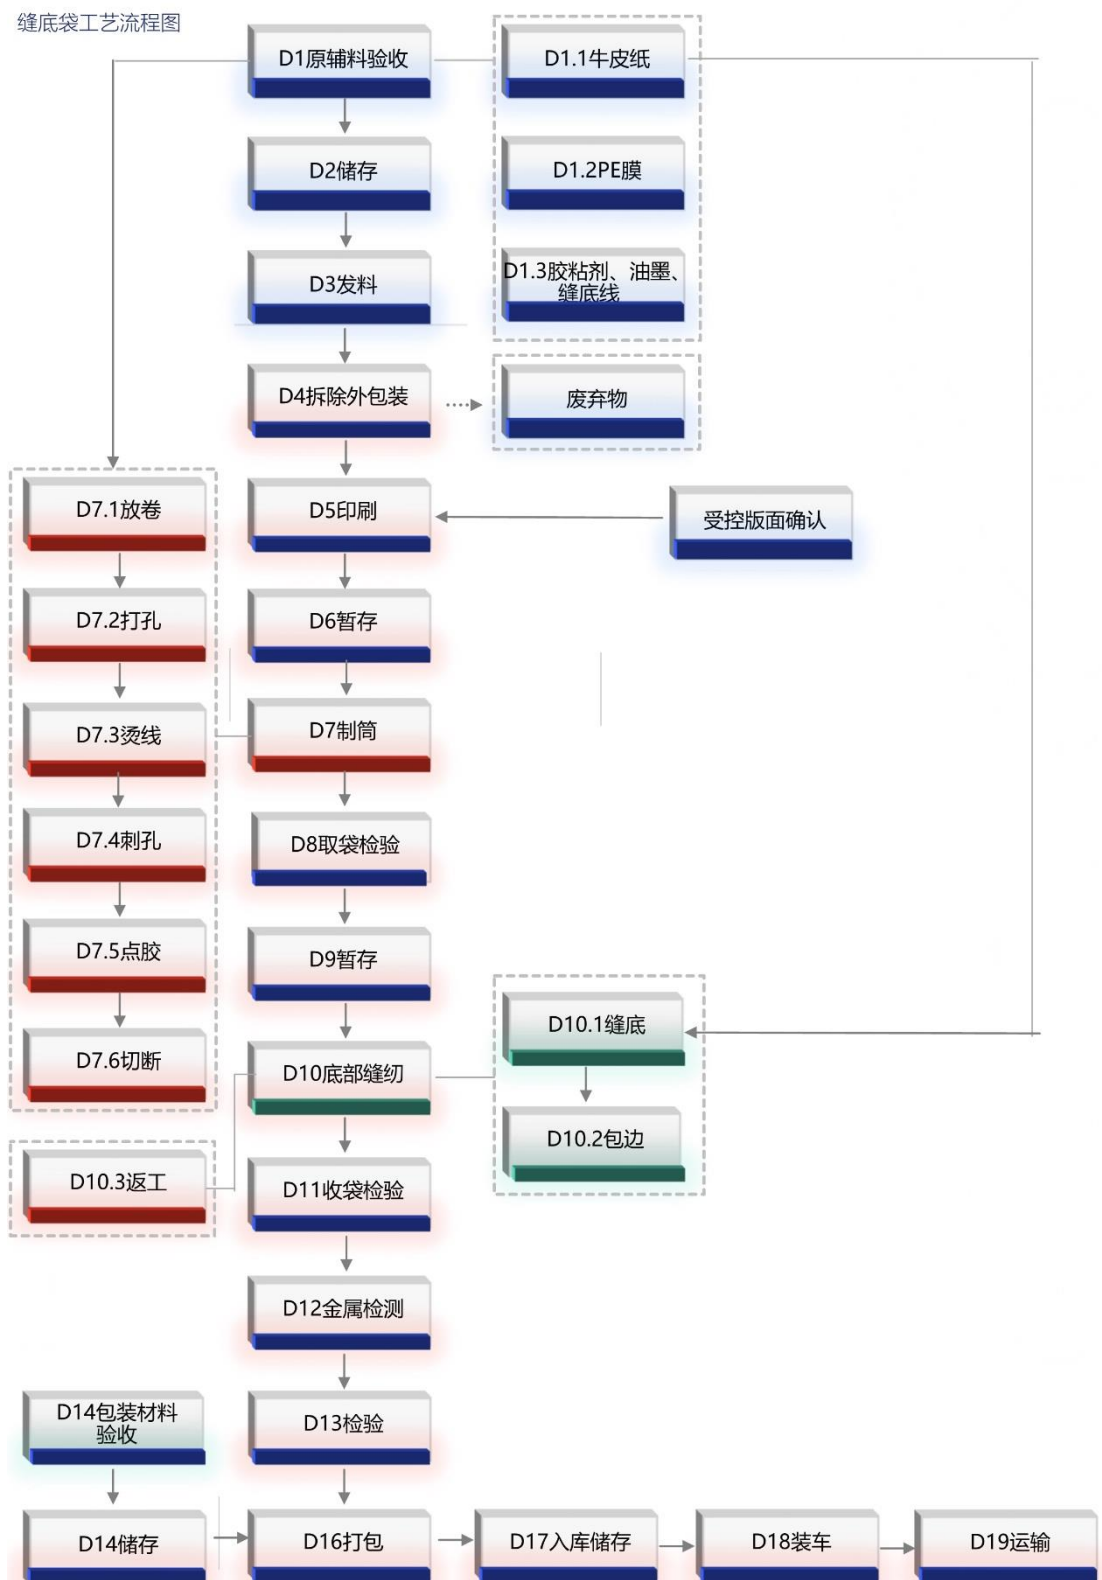 缝底袋工艺流程图
D1原辅料验收
D1.1牛皮纸
D2储存
D1.2PE膜
D3发料
D1.3胶粘剂、油墨、
缝底线
D4拆除外包装
废弃物
D7.1放卷
D5印刷
受控版面确认
D7.2打孔
D6暂存
D7.3烫线
D7制筒
D7.4刺孔
D8取袋检验
D7.5点胶
D9暂存
D10.1缝底
D7.6切断
D10底部缝纫
D10.2包边
D10.3返工
D11收袋检验
D12金属检测
D14包装材料
验收
D13检验
D14储存
D16打包
D17入库储存
D18装车
D19运输